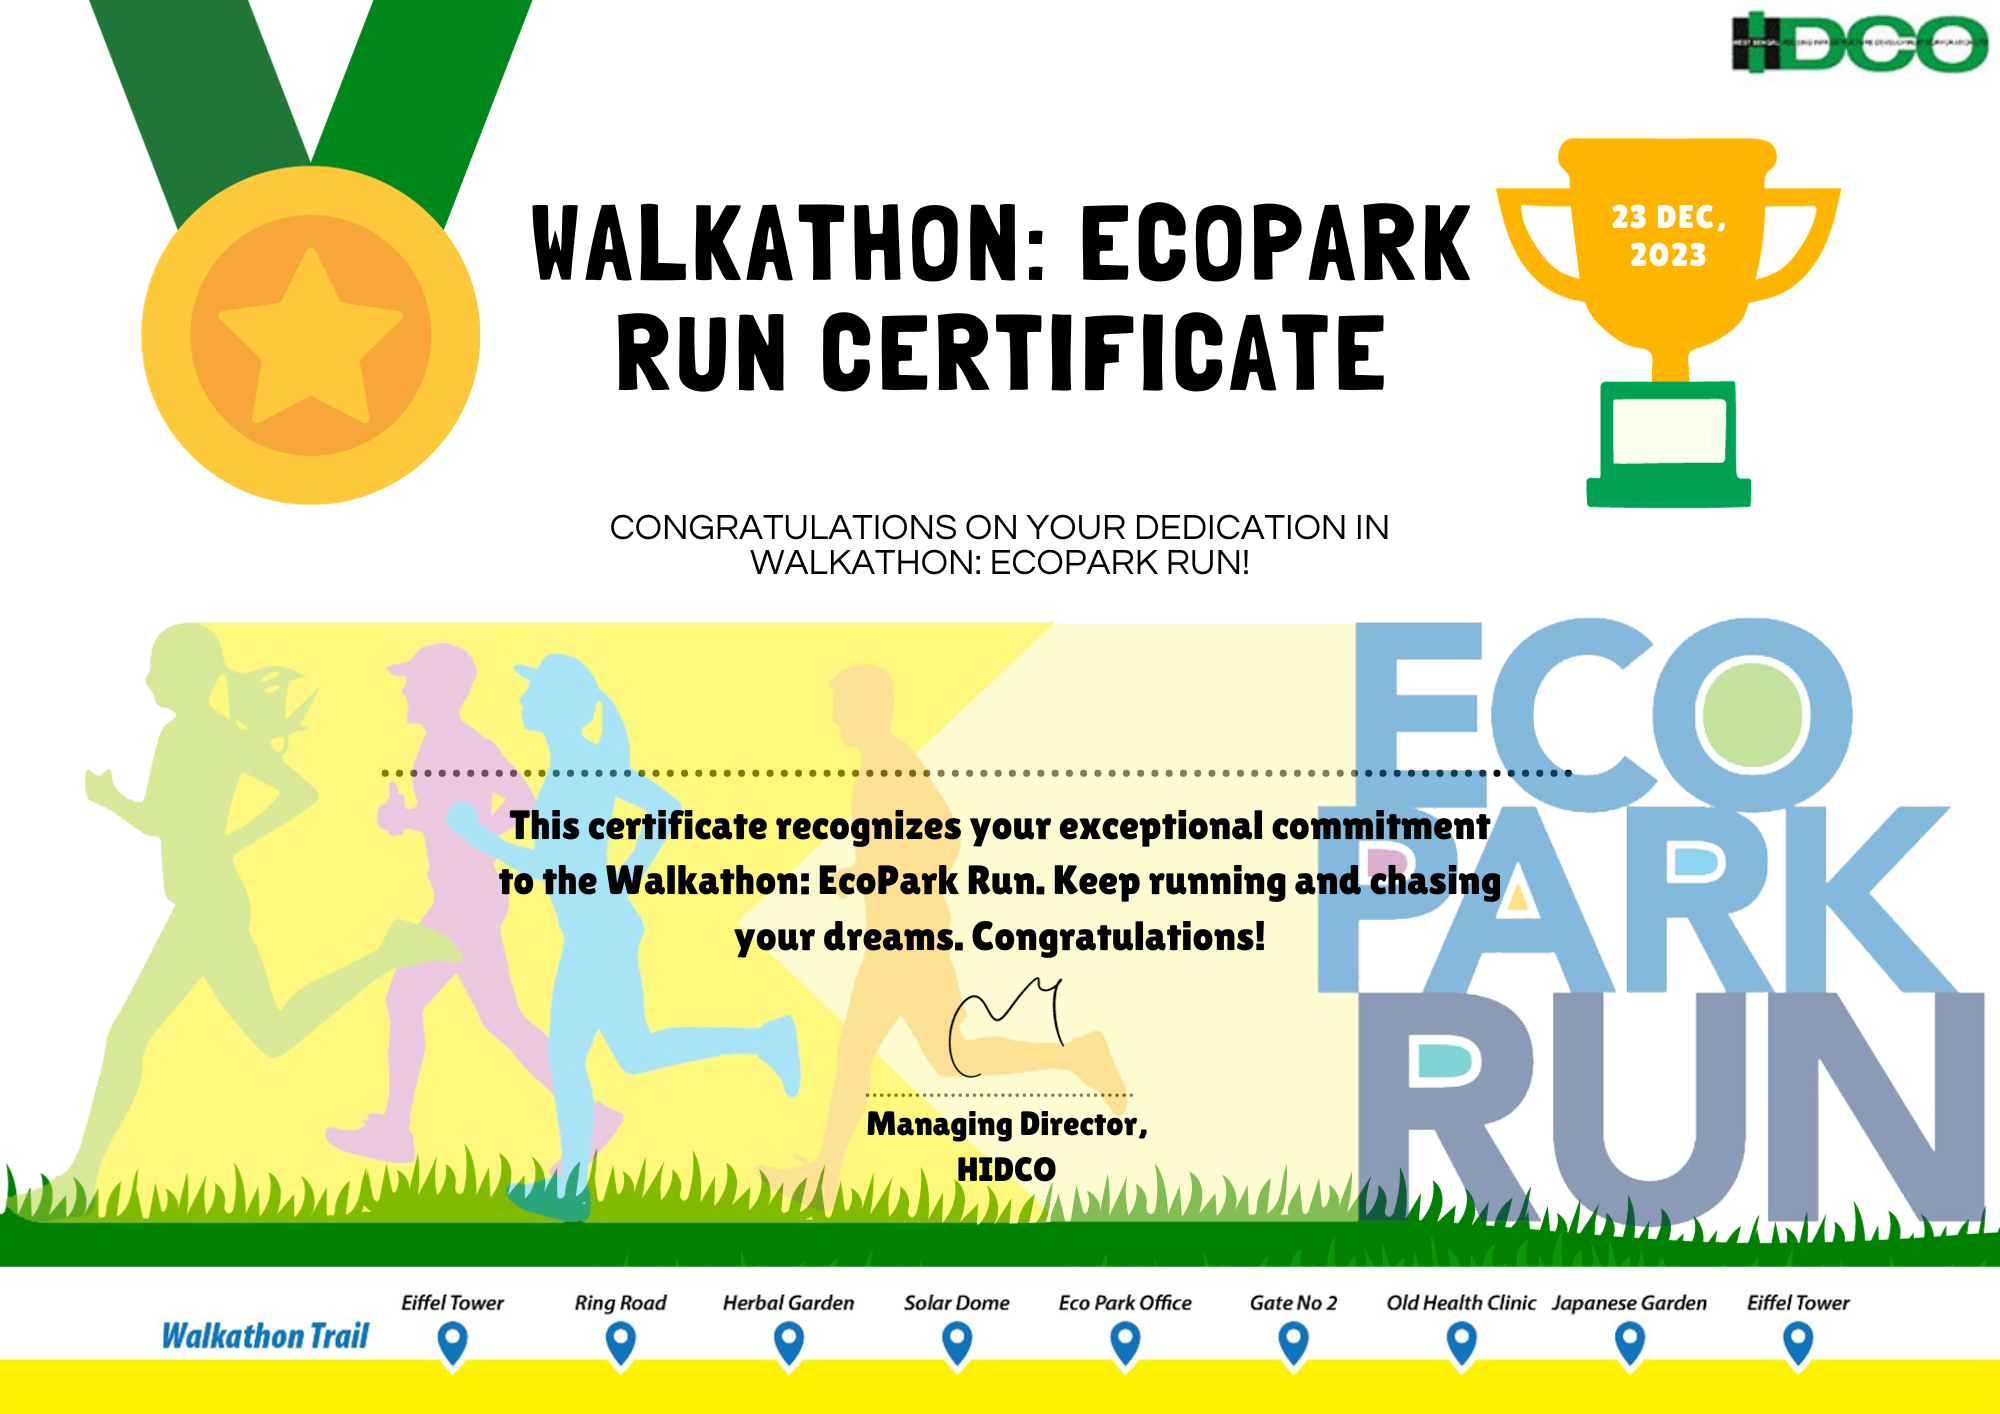 HIDCO
23 DEC,
2023
WALKATHON: ECOPARK
RUN CERTIFICATE
CONGRATULATIONS ON YOUR DEDICATION IN
WALKATHON: ECOPARK RUN!
ECO
PARK
RUN
This certificate recognizes your exceptional commitment
to the Walkathon: EcoPark Run. Keep running and chasing
your dreams. Congratulations!
Managing Director,
HIDCO
Walkathon Trail
Eiffel Tower
Ring Road
Herbal Garden
Solar Dome
Eco Park Office
Gate No 2
Old Health Clinic
Japanese Garden
Eiffel Tower